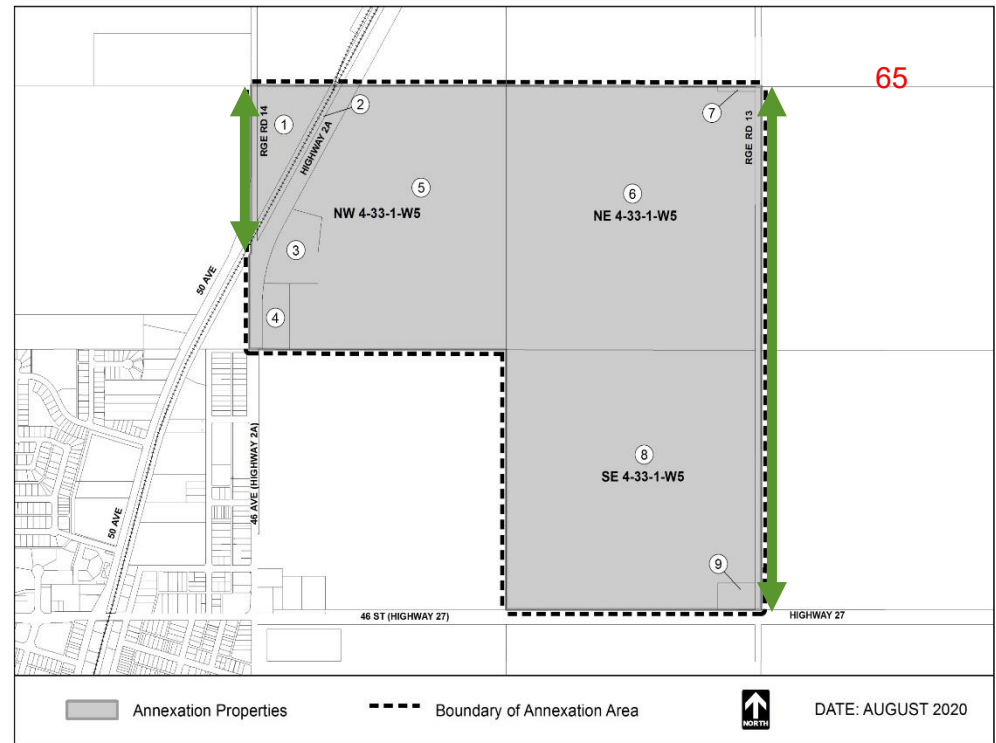 65
7
2
1
RGE RD 14
HIGHWAY 2A
RGE RD 13
5
NW 4-33-1-W5
6
NE 4-33-1-W5
3
50 AVE
4
46 AVE (HIGHWAY 2A)
8
SE 4-33-1-W5
50 AVE
9
46 ST (HIGHWAY 27)
HIGHWAY 27
Annexation Properties
Boundary of Annexation Area
NORTH
DATE: AUGUST 2020